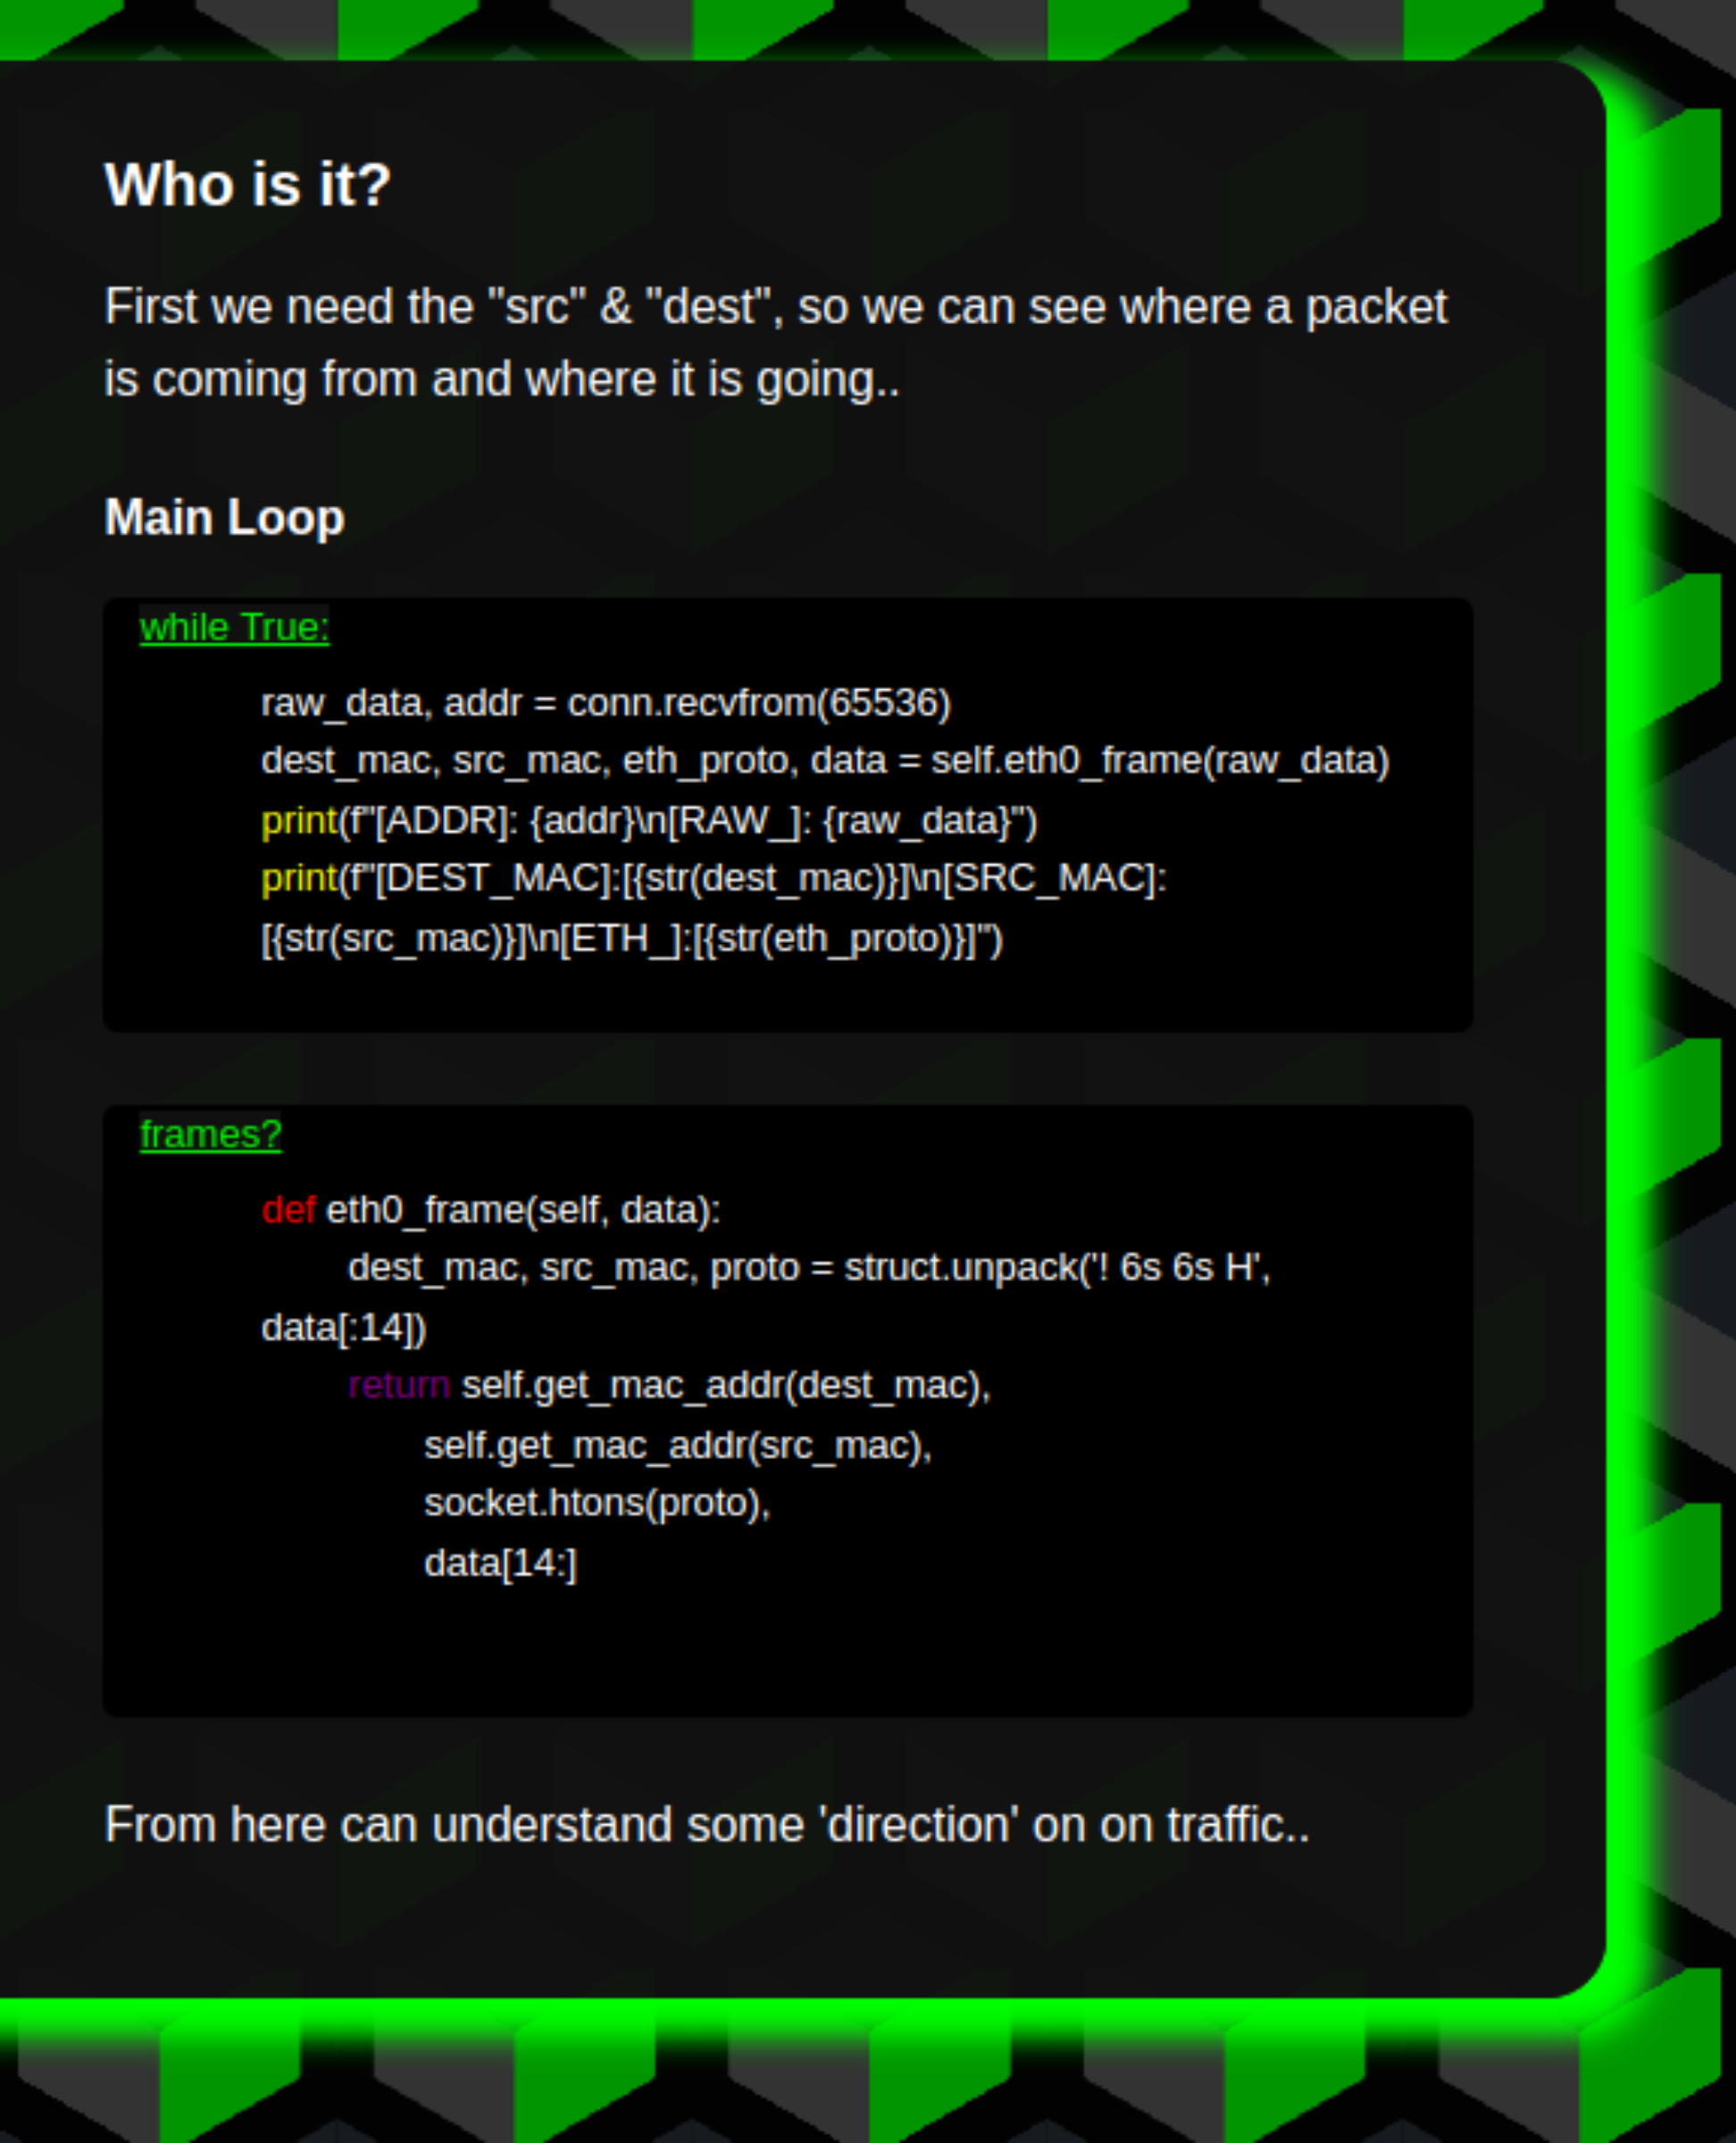 Who is it?
First we need the "src" & "dest", so we can see where a packet
is coming from and where it is going..
Main Loop
while True:
raw_data, addr = conn.recvfrom(65536)
dest_mac, src_mac, eth_proto, data = self.eth0_frame(raw_data)
print(f"[ADDR]: {addr}\n[RAW_]: {raw_data}")
print(f"[DEST_MAC]:[{str(dest_mac)}]\n[SRC_MAC]:
[{str(src_mac)}]\n[ETH_]:[{str(eth_proto)}]")
frames?
def eth0_frame(self, data):
dest_mac, src_mac, proto = struct.unpack('! 6s 6s H',
data[:14])
return self.get_mac_addr(dest_mac),
self.get_mac_addr(src_mac),
socket.htons(proto),
data[14:]
From here can understand some 'direction' on on traffic..